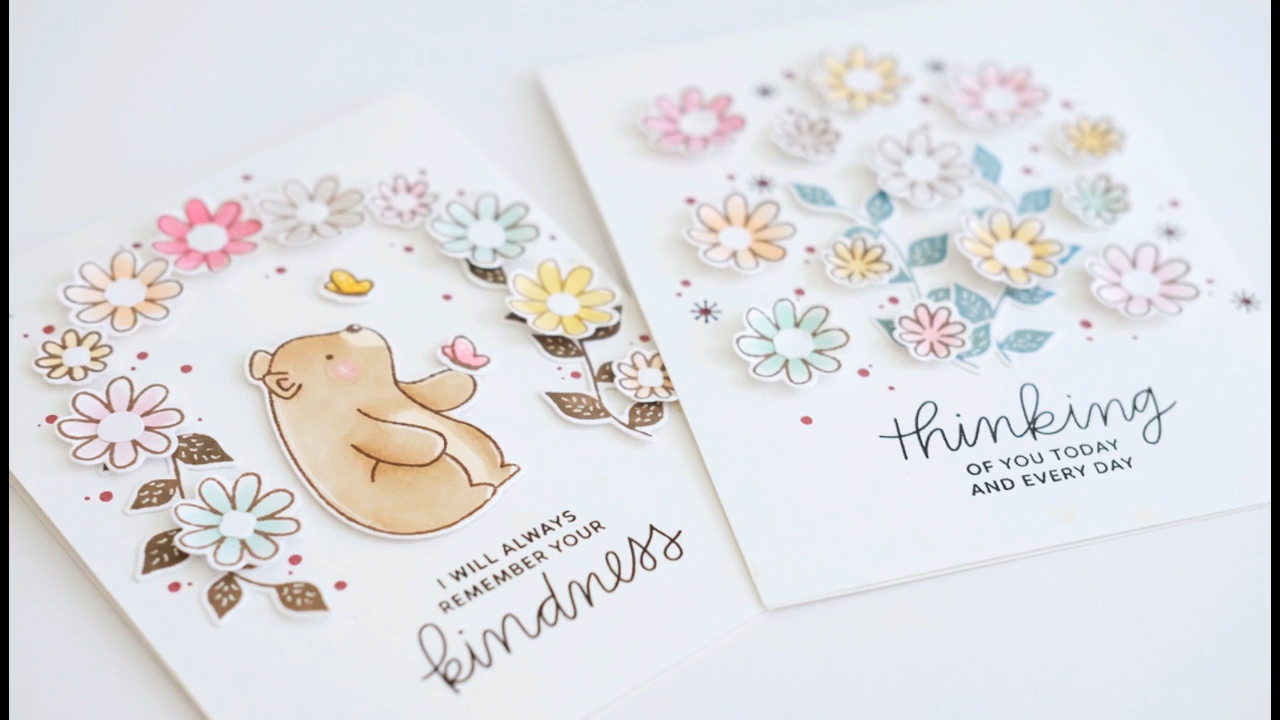 I WILL ALWAYS
REMEMBER YOUR
kindness
thinking
OF YOU TODAY
AND EVERY DAY